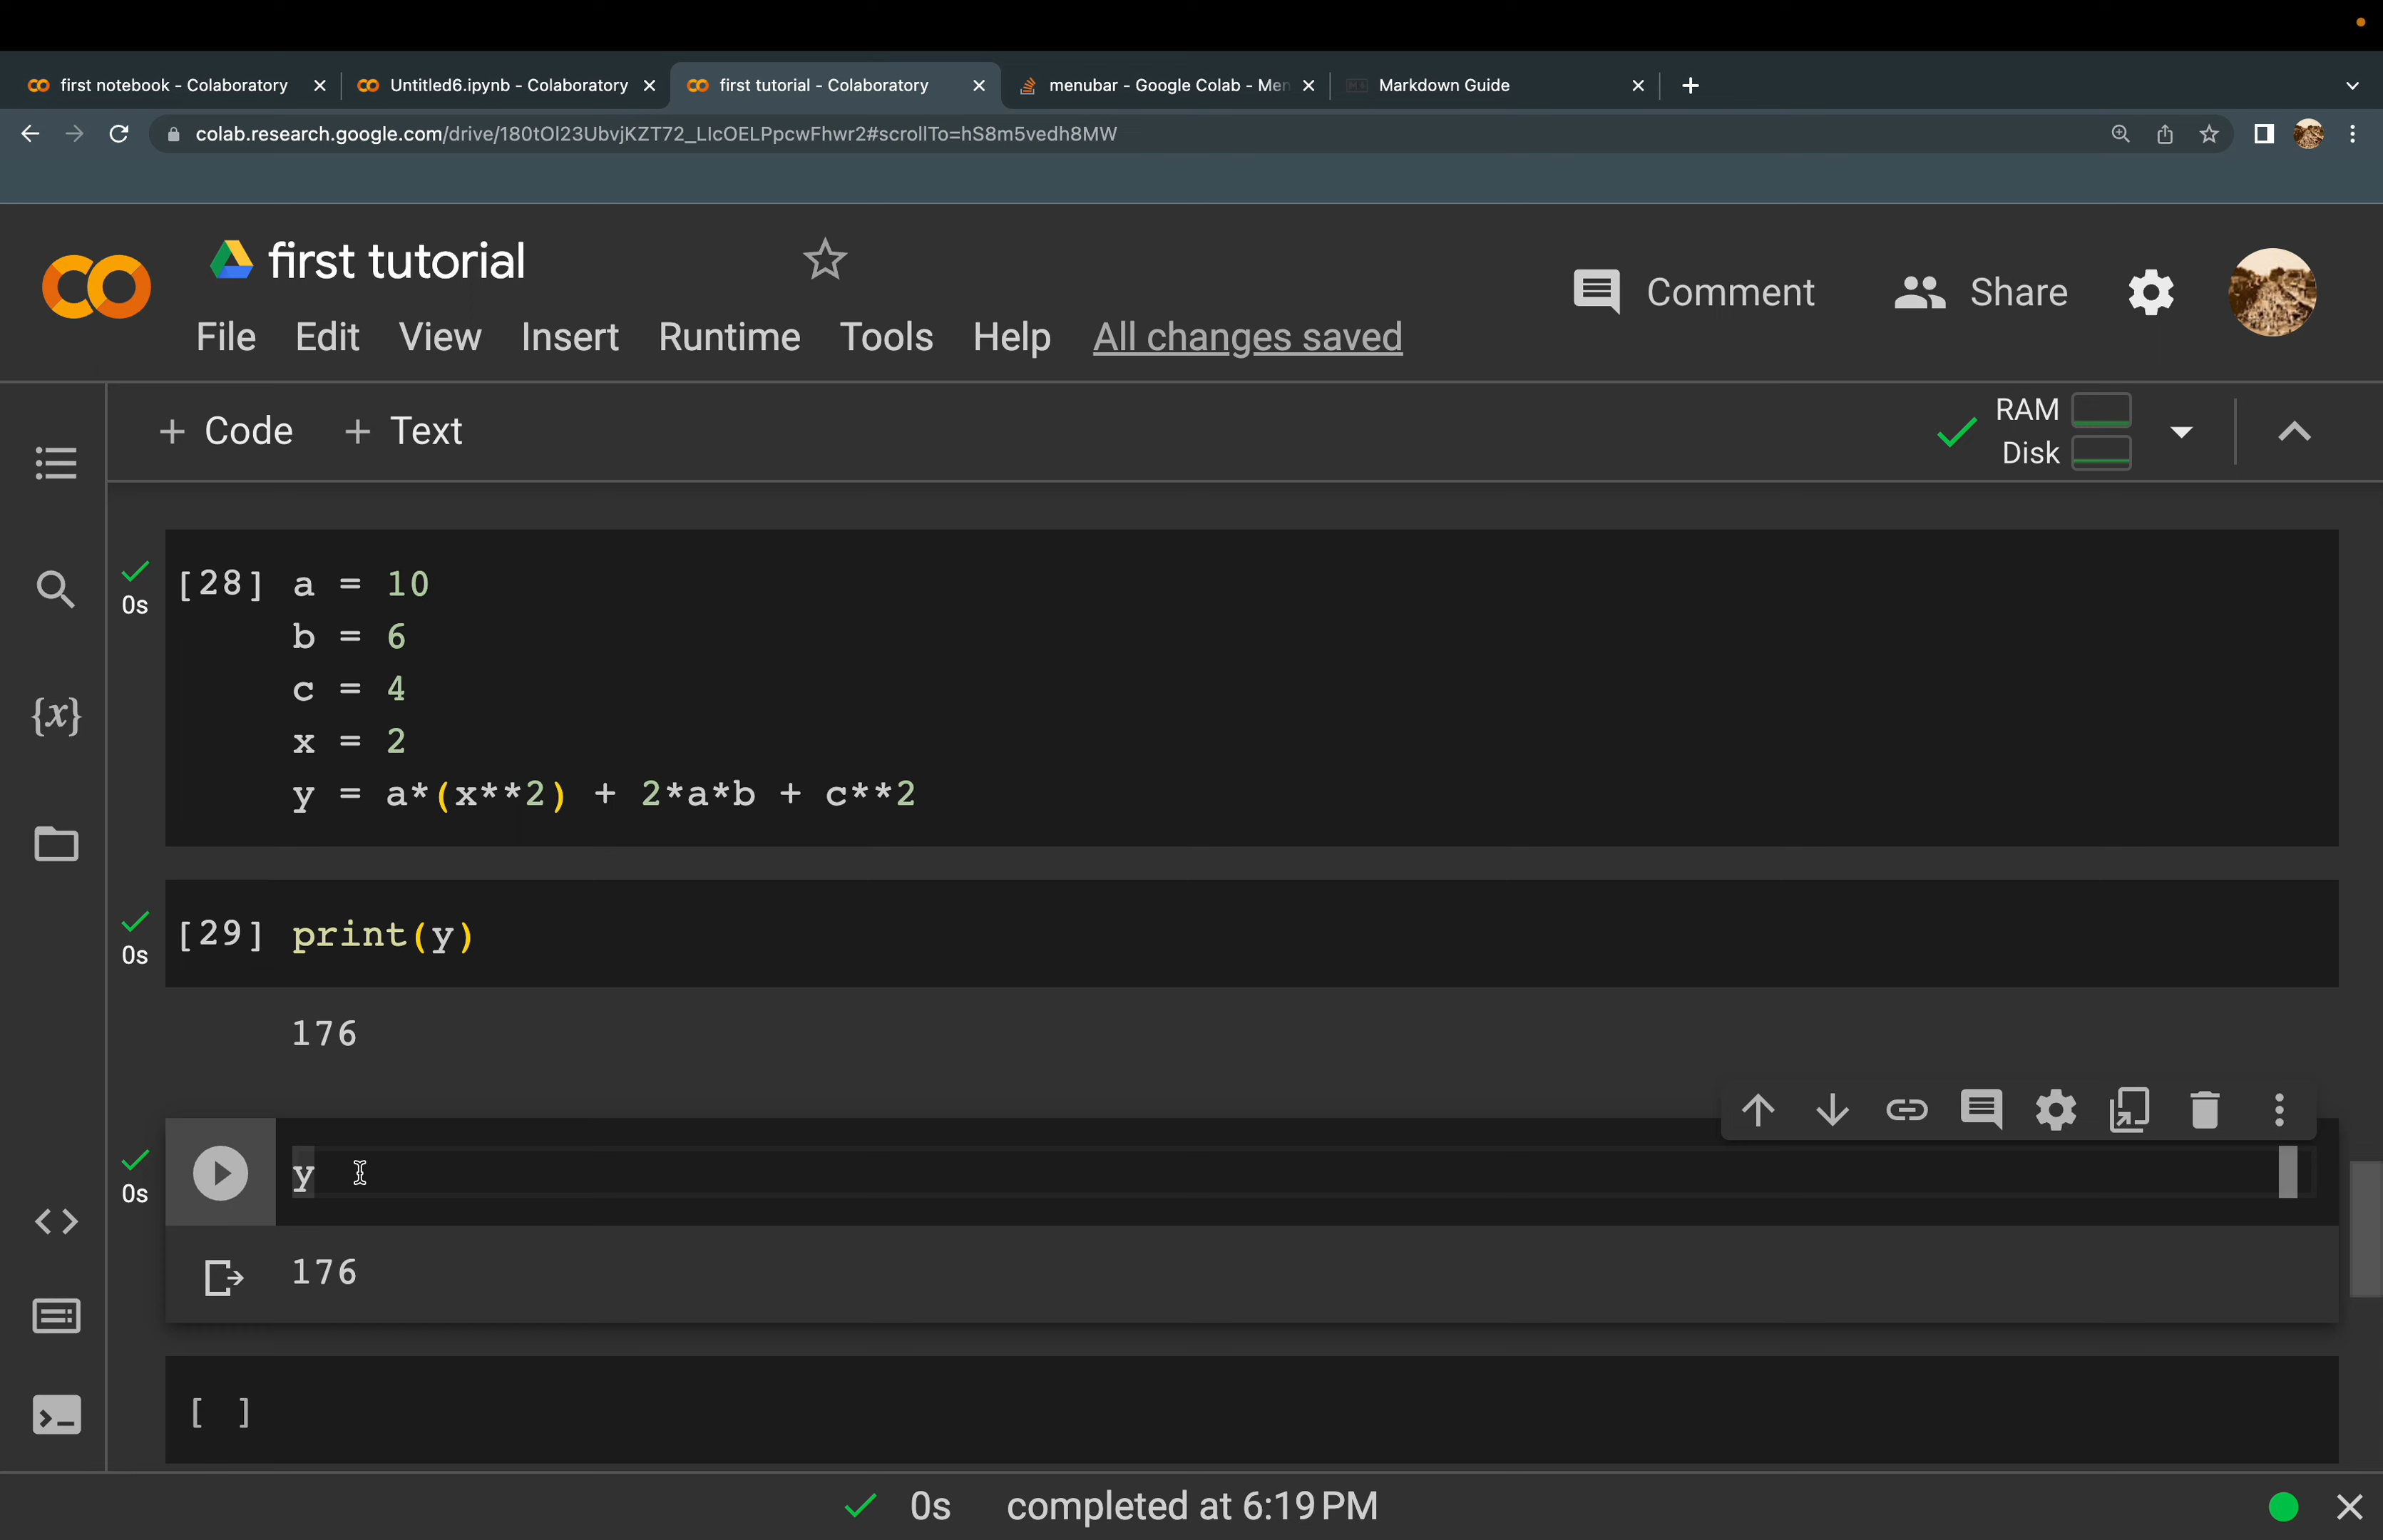 first notebook - Colaboratory
Untitled6.ipynb - Colaboratory
first tutorial - Colaboratory
menubar - Google Colab - Men
Markdown Guide
colab.research.google.com/drive/180tOl23UbvjKZT72_LIcOELPpcwFhwr2#scrollTo=hS8m5vedh8MW
first tutorial
Comment
Share
File Edit View Insert Runtime Tools Help All changes saved
+ Code + Text
RAM
Disk
[28] a = 10
0s
b = 6
c = 4
x = 2
y = a*(x**2) + 2*a*b + c**2
[29] print(y)
0s
176
y
0s
176
[ ]
0s completed at 6:19 PM